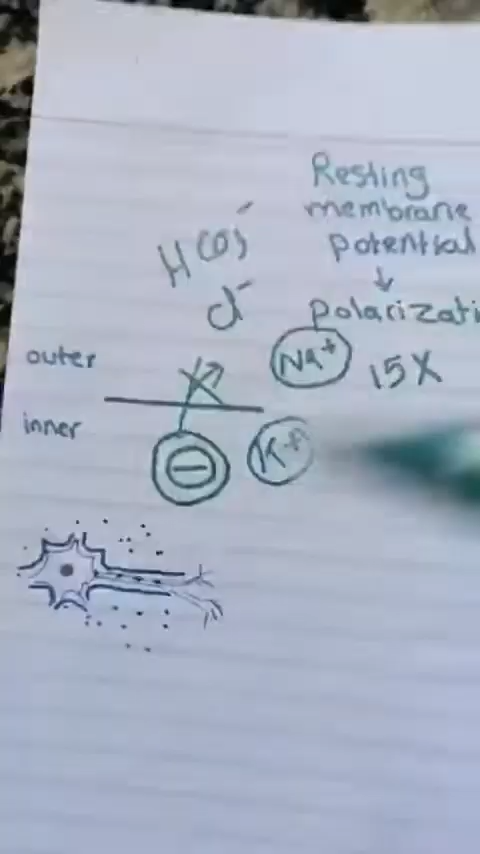 Resting
membrane
potential
↓
polarizati
HCO3⁻
Cl⁻
outer
Na+
15X
inner
K+